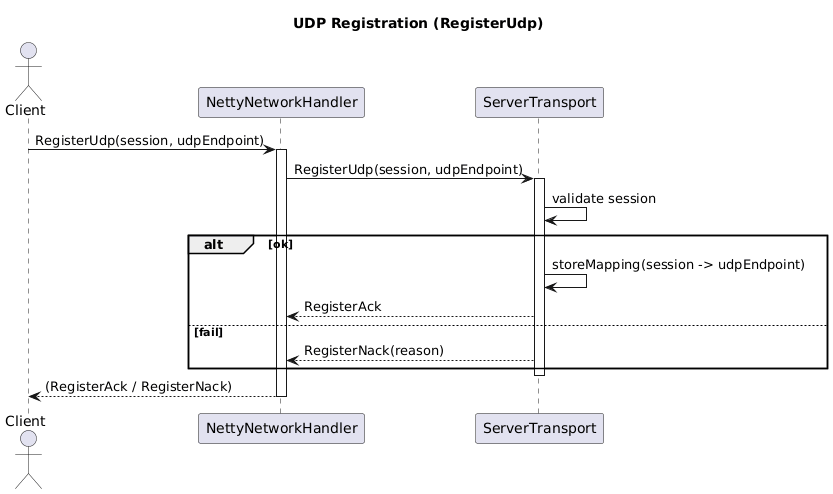 UDP Registration (RegisterUdp)
Client
NettyNetworkHandler
ServerTransport
RegisterUdp(session, udpEndpoint)
RegisterUdp(session, udpEndpoint)
validate session
alt
[ok]
storeMapping(session -> udpEndpoint)
RegisterAck
[fail]
RegisterNack(reason)
(RegisterAck / RegisterNack)
Client
NettyNetworkHandler
ServerTransport